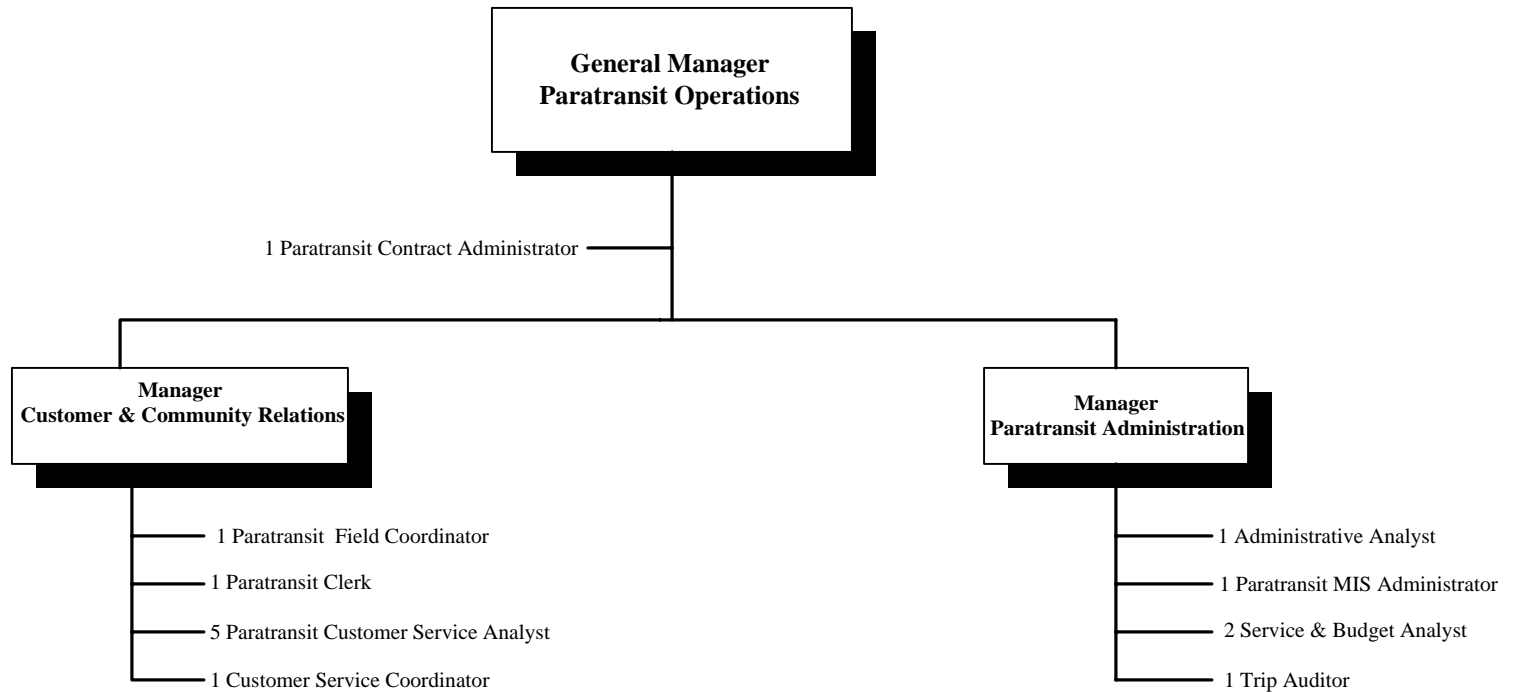 General Manager
Paratransit Operations
1 Paratransit Contract Administrator
Manager
Customer & Community Relations
1 Paratransit Field Coordinator
1 Paratransit Clerk
5 Paratransit Customer Service Analyst
1 Customer Service Coordinator
Manager
Paratransit Administration
1 Administrative Analyst
1 Paratransit MIS Administrator
2 Service & Budget Analyst
1 Trip Auditor